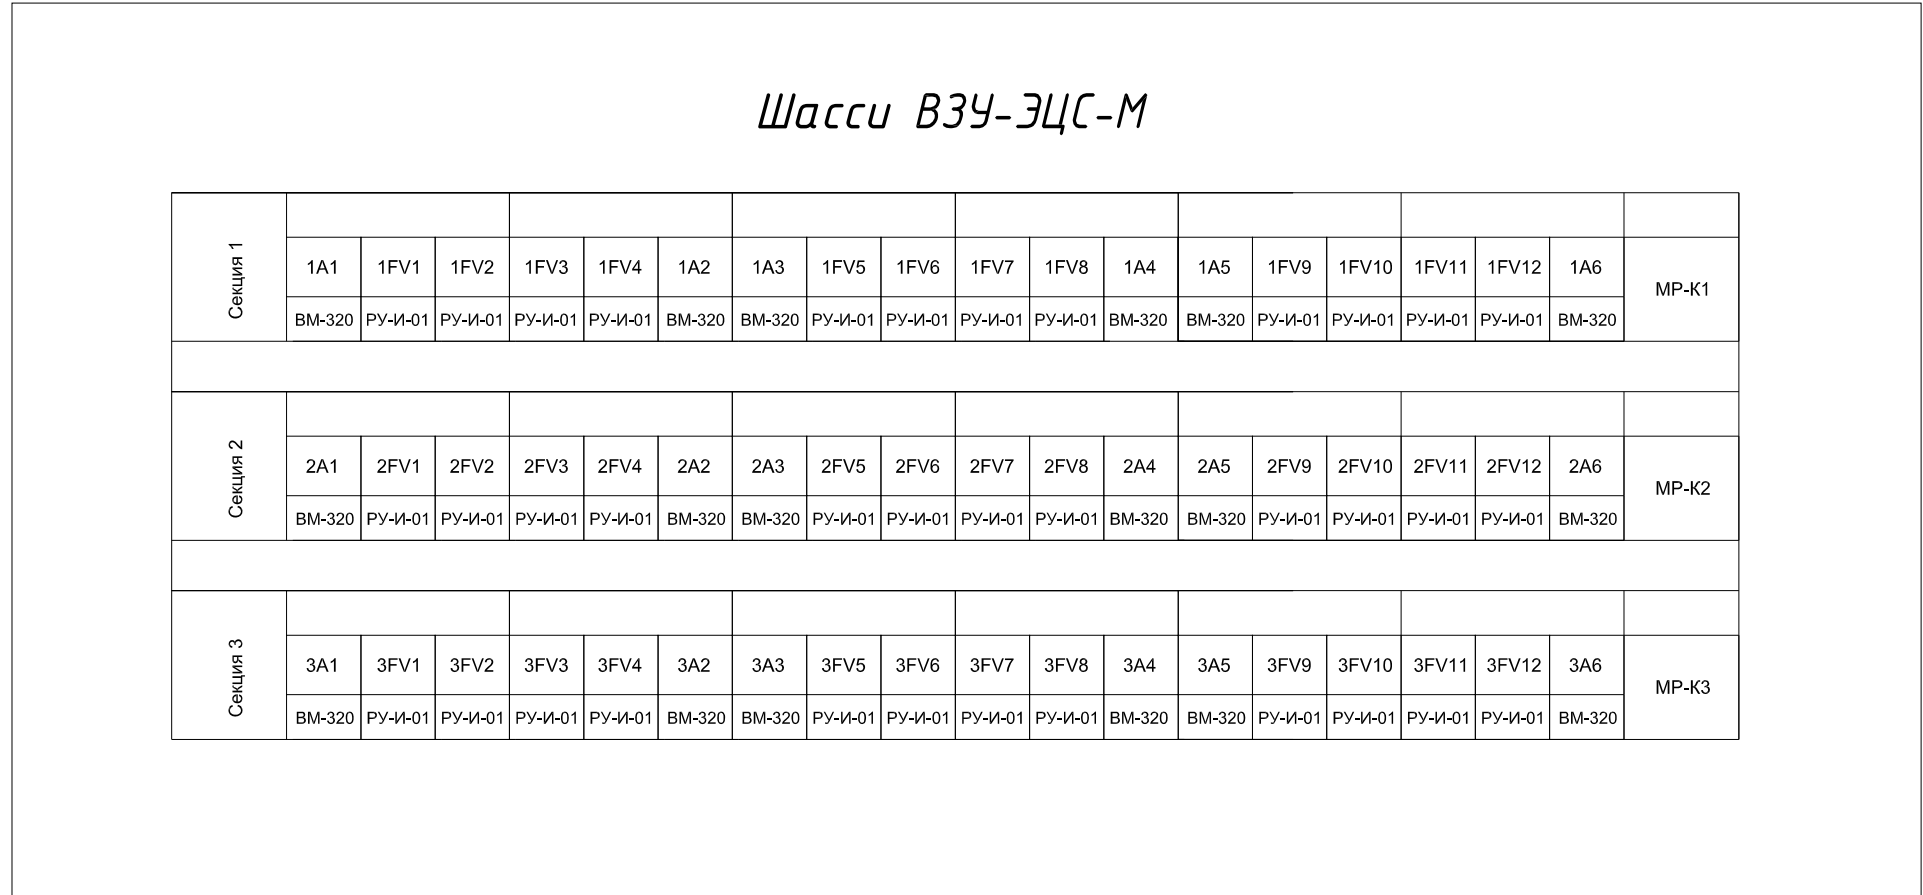 Шасси ВЗУ-ЭЦС-М
Секция 1
1A1 1FV1 1FV2 1FV3 1FV4 1A2 1A3 1FV5 1FV6 1FV7 1FV8 1A4 1A5 1FV9 1FV10 1FV11 1FV12 1A6
МР-К1
ВМ-320 РУ-И-01 РУ-И-01 РУ-И-01 РУ-И-01 ВМ-320 ВМ-320 РУ-И-01 РУ-И-01 РУ-И-01 РУ-И-01 ВМ-320 ВМ-320 РУ-И-01 РУ-И-01 РУ-И-01 РУ-И-01 ВМ-320
Секция 2
2A1 2FV1 2FV2 2FV3 2FV4 2A2 2A3 2FV5 2FV6 2FV7 2FV8 2A4 2A5 2FV9 2FV10 2FV11 2FV12 2A6
МР-К2
ВМ-320 РУ-И-01 РУ-И-01 РУ-И-01 РУ-И-01 ВМ-320 ВМ-320 РУ-И-01 РУ-И-01 РУ-И-01 РУ-И-01 ВМ-320 ВМ-320 РУ-И-01 РУ-И-01 РУ-И-01 РУ-И-01 ВМ-320
Секция 3
3A1 3FV1 3FV2 3FV3 3FV4 3A2 3A3 3FV5 3FV6 3FV7 3FV8 3A4 3A5 3FV9 3FV10 3FV11 3FV12 3A6
МР-К3
ВМ-320 РУ-И-01 РУ-И-01 РУ-И-01 РУ-И-01 ВМ-320 ВМ-320 РУ-И-01 РУ-И-01 РУ-И-01 РУ-И-01 ВМ-320 ВМ-320 РУ-И-01 РУ-И-01 РУ-И-01 РУ-И-01 ВМ-320